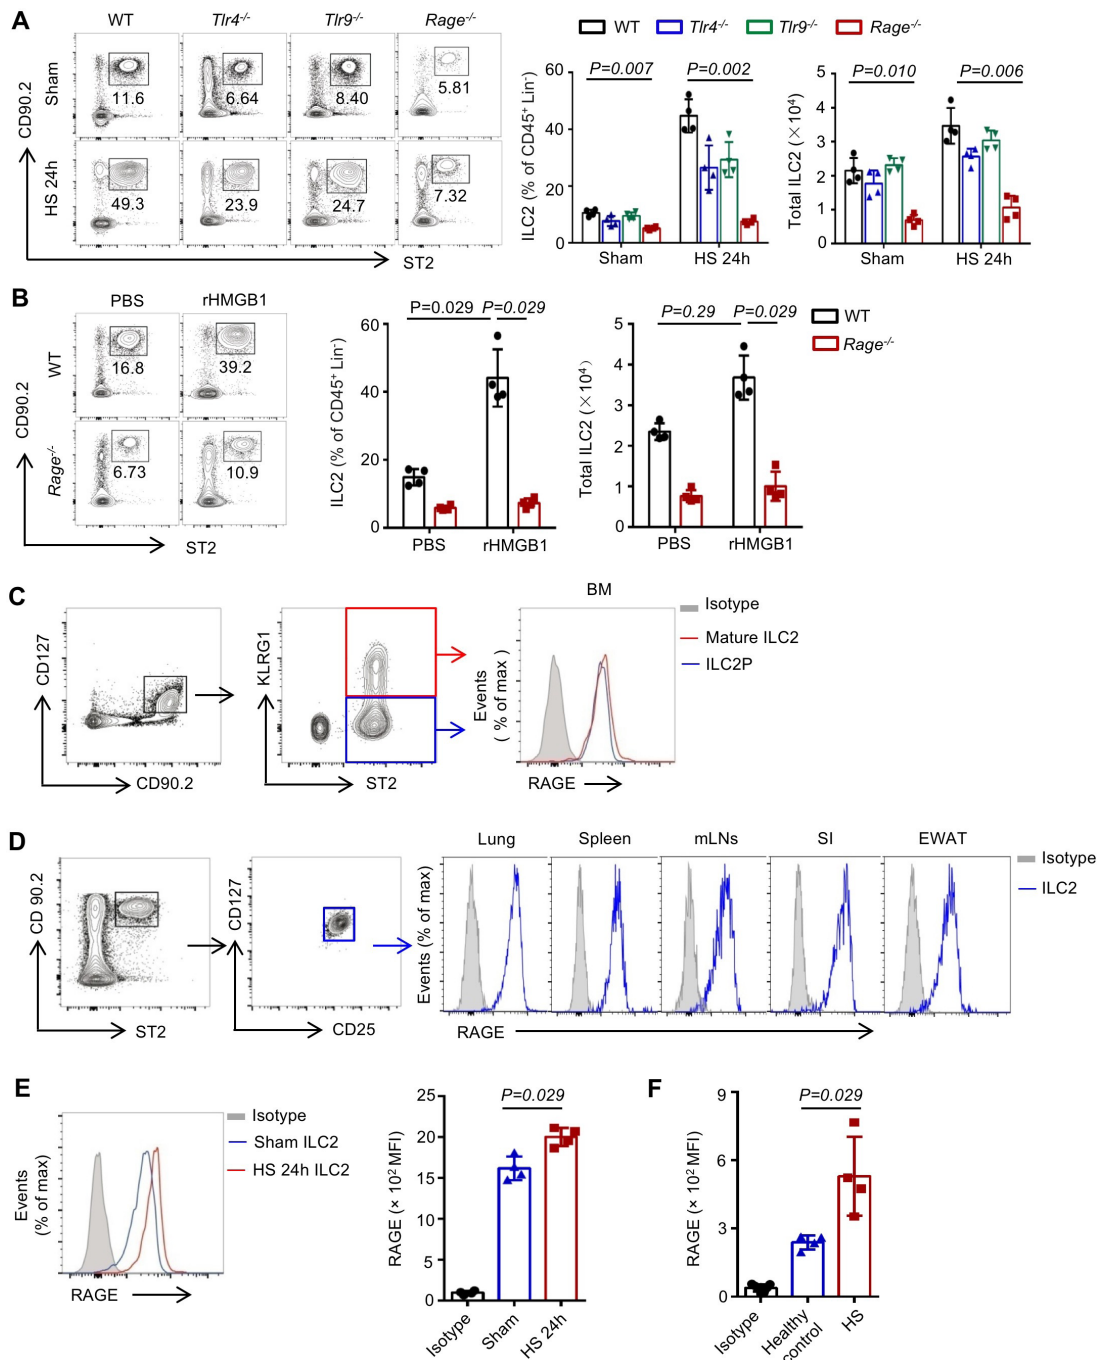 A
WT
Tlr4-/-
Tlr9-/-
Rage-/-
CD90.2
Sham
11.6
6.64
8.40
5.81
HS 24h
49.3
23.9
24.7
7.32
ST2
WT
Tlr4-/-
Tlr9-/-
Rage-/-
ILC2 (% of CD45+ Lin-)
60
40
20
0
P=0.007
P=0.002
Sham
HS 24h
Total ILC2 (×10⁴)
5
4
3
2
1
0
P=0.010
P=0.006
Sham
HS 24h
B
PBS
rHMGB1
CD90.2
WT
16.8
39.2
Rage-/-
6.73
10.9
ST2
ILC2 (% of CD45+ Lin-)
60
40
20
0
P=0.029
P=0.029
PBS
rHMGB1
Total ILC2 (×10⁴)
5
4
3
2
1
0
P=0.29
P=0.029
PBS
rHMGB1
WT
Rage-/-
C
CD127
CD90.2
KLRG1
ST2
BM
Events
( % of max )
RAGE
Isotype
Mature ILC2
ILC2P
D
CD 90.2
ST2
CD127
CD25
Lung
Spleen
mLNs
SI
EWAT
Events (% of max)
RAGE
Isotype
ILC2
E
Events
(% of max)
RAGE
Isotype
Sham ILC2
HS 24h ILC2
RAGE (× 10² MFI)
25
20
15
10
5
0
P=0.029
Isotype
Sham
HS 24h
F
RAGE (× 10² MFI)
9
6
3
0
P=0.029
Isotype
Healthy
control
HS